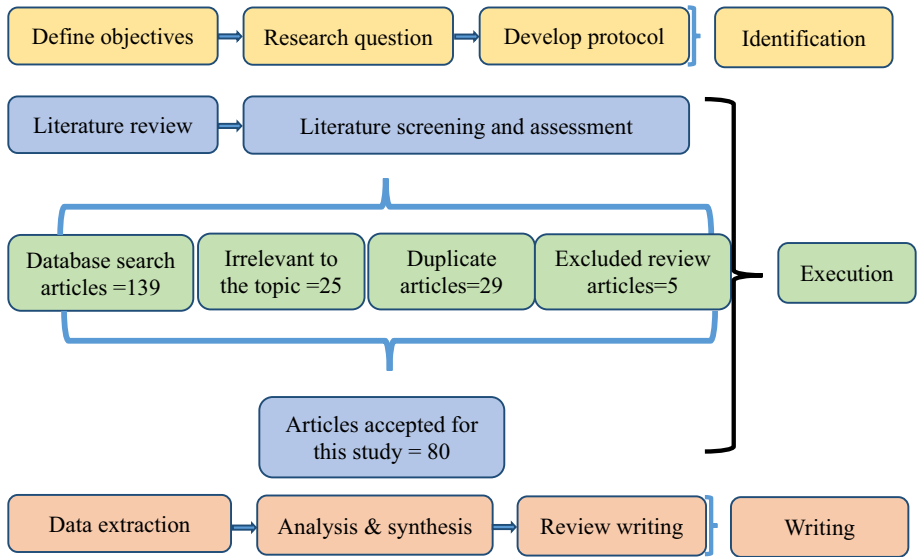 Define objectives
Research question
Develop protocol
Identification
Literature review
Literature screening and assessment
Database search
articles =139
Irrelevant to
the topic =25
Duplicate
articles=29
Excluded review
articles=5
Execution
Articles accepted for
this study = 80
Data extraction
Analysis & synthesis
Review writing
Writing